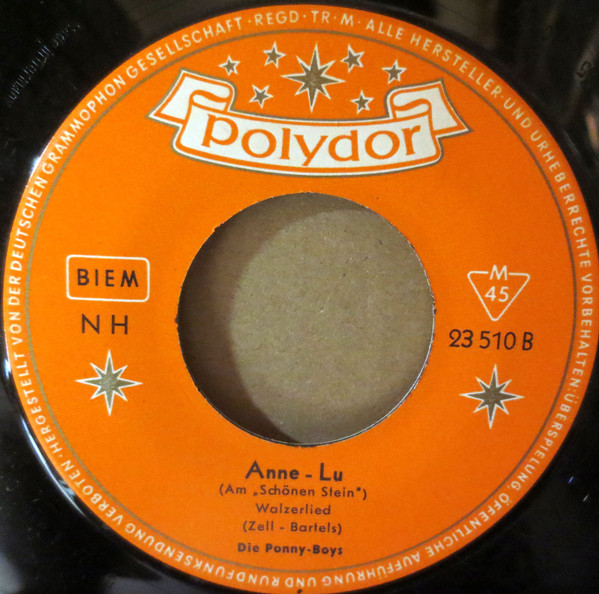 HERGESTELLT VON DER DEUTSCHEN GRAMMOPHON GESELLSCHAFT · REGD · TR · M · ALLE HERSTELLER- UND URHEBERRECHTE VORBEHALTEN · ÜBERSPIELUNG ÖFFENTLICHE AUFFÜHRUNG UND RUNDFUNKSENDUNG VERBOTEN ·
polydor
BIEM
NH
M
45
23 510 B
Anne - Lu
(Am „Schönen Stein")
Walzerlied
(Zell - Bartels)
Die Ponny-Boys